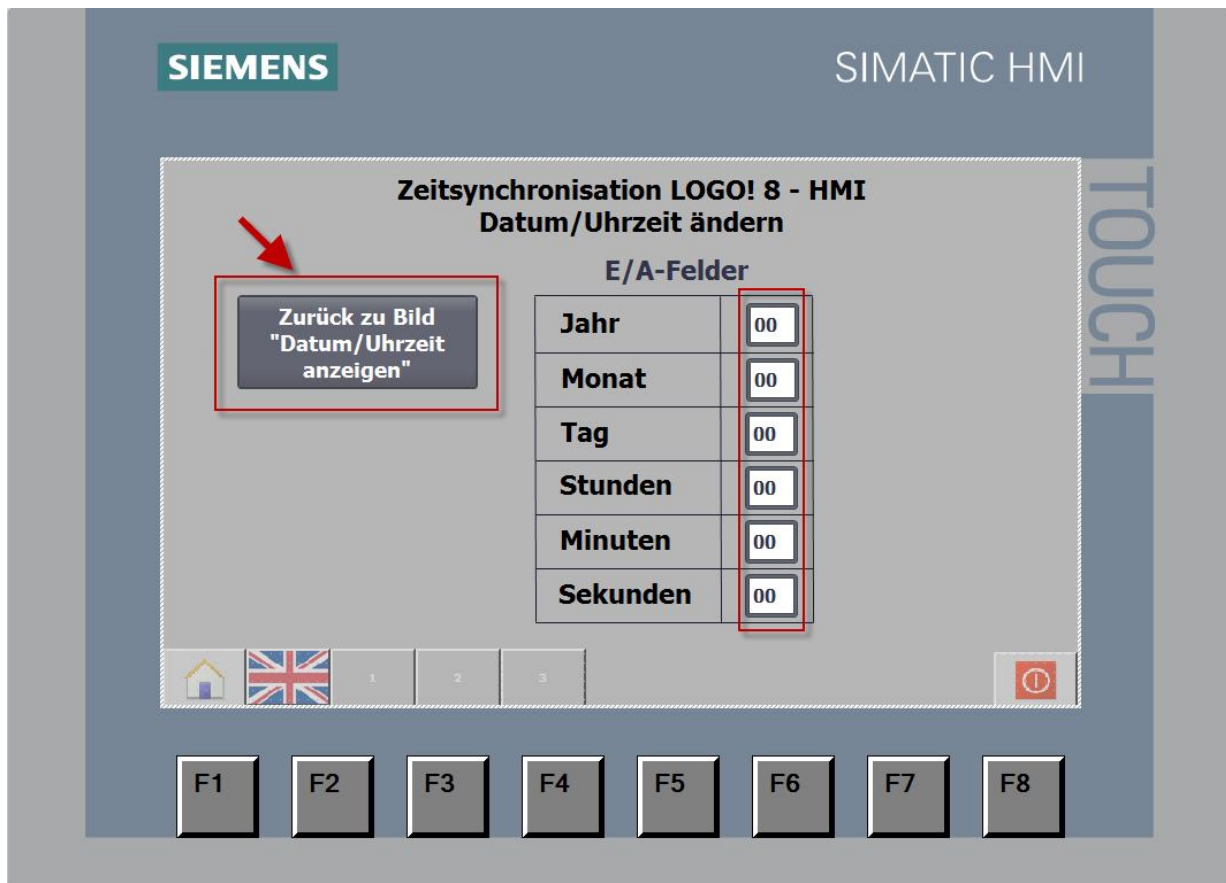 SIEMENS
SIMATIC HMI
TOUCH
Zeitsynchronisation LOGO! 8 - HMI
Datum/Uhrzeit ändern
E/A-Felder
Zurück zu Bild
"Datum/Uhrzeit
anzeigen"
Jahr 00
Monat 00
Tag 00
Stunden 00
Minuten 00
Sekunden 00
1 2 3
F1 F2 F3 F4 F5 F6 F7 F8